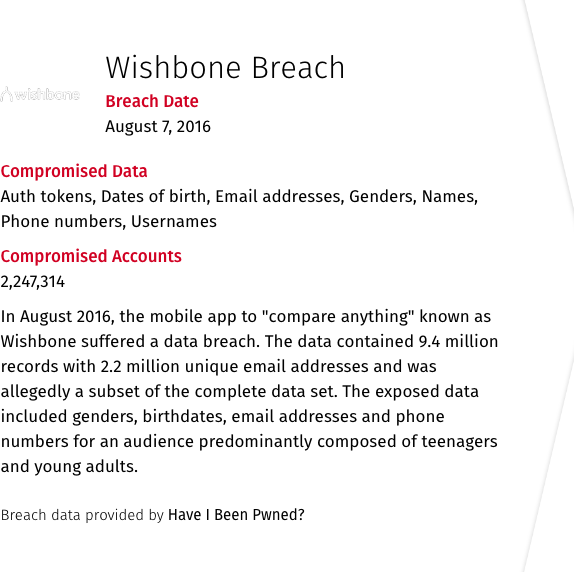 Wishbone Breach
wishbone
Breach Date
August 7, 2016
Compromised Data
Auth tokens, Dates of birth, Email addresses, Genders, Names,
Phone numbers, Usernames
Compromised Accounts
2,247,314
In August 2016, the mobile app to "compare anything" known as
Wishbone suffered a data breach. The data contained 9.4 million
records with 2.2 million unique email addresses and was
allegedly a subset of the complete data set. The exposed data
included genders, birthdates, email addresses and phone
numbers for an audience predominantly composed of teenagers
and young adults.
Breach data provided by Have I Been Pwned?